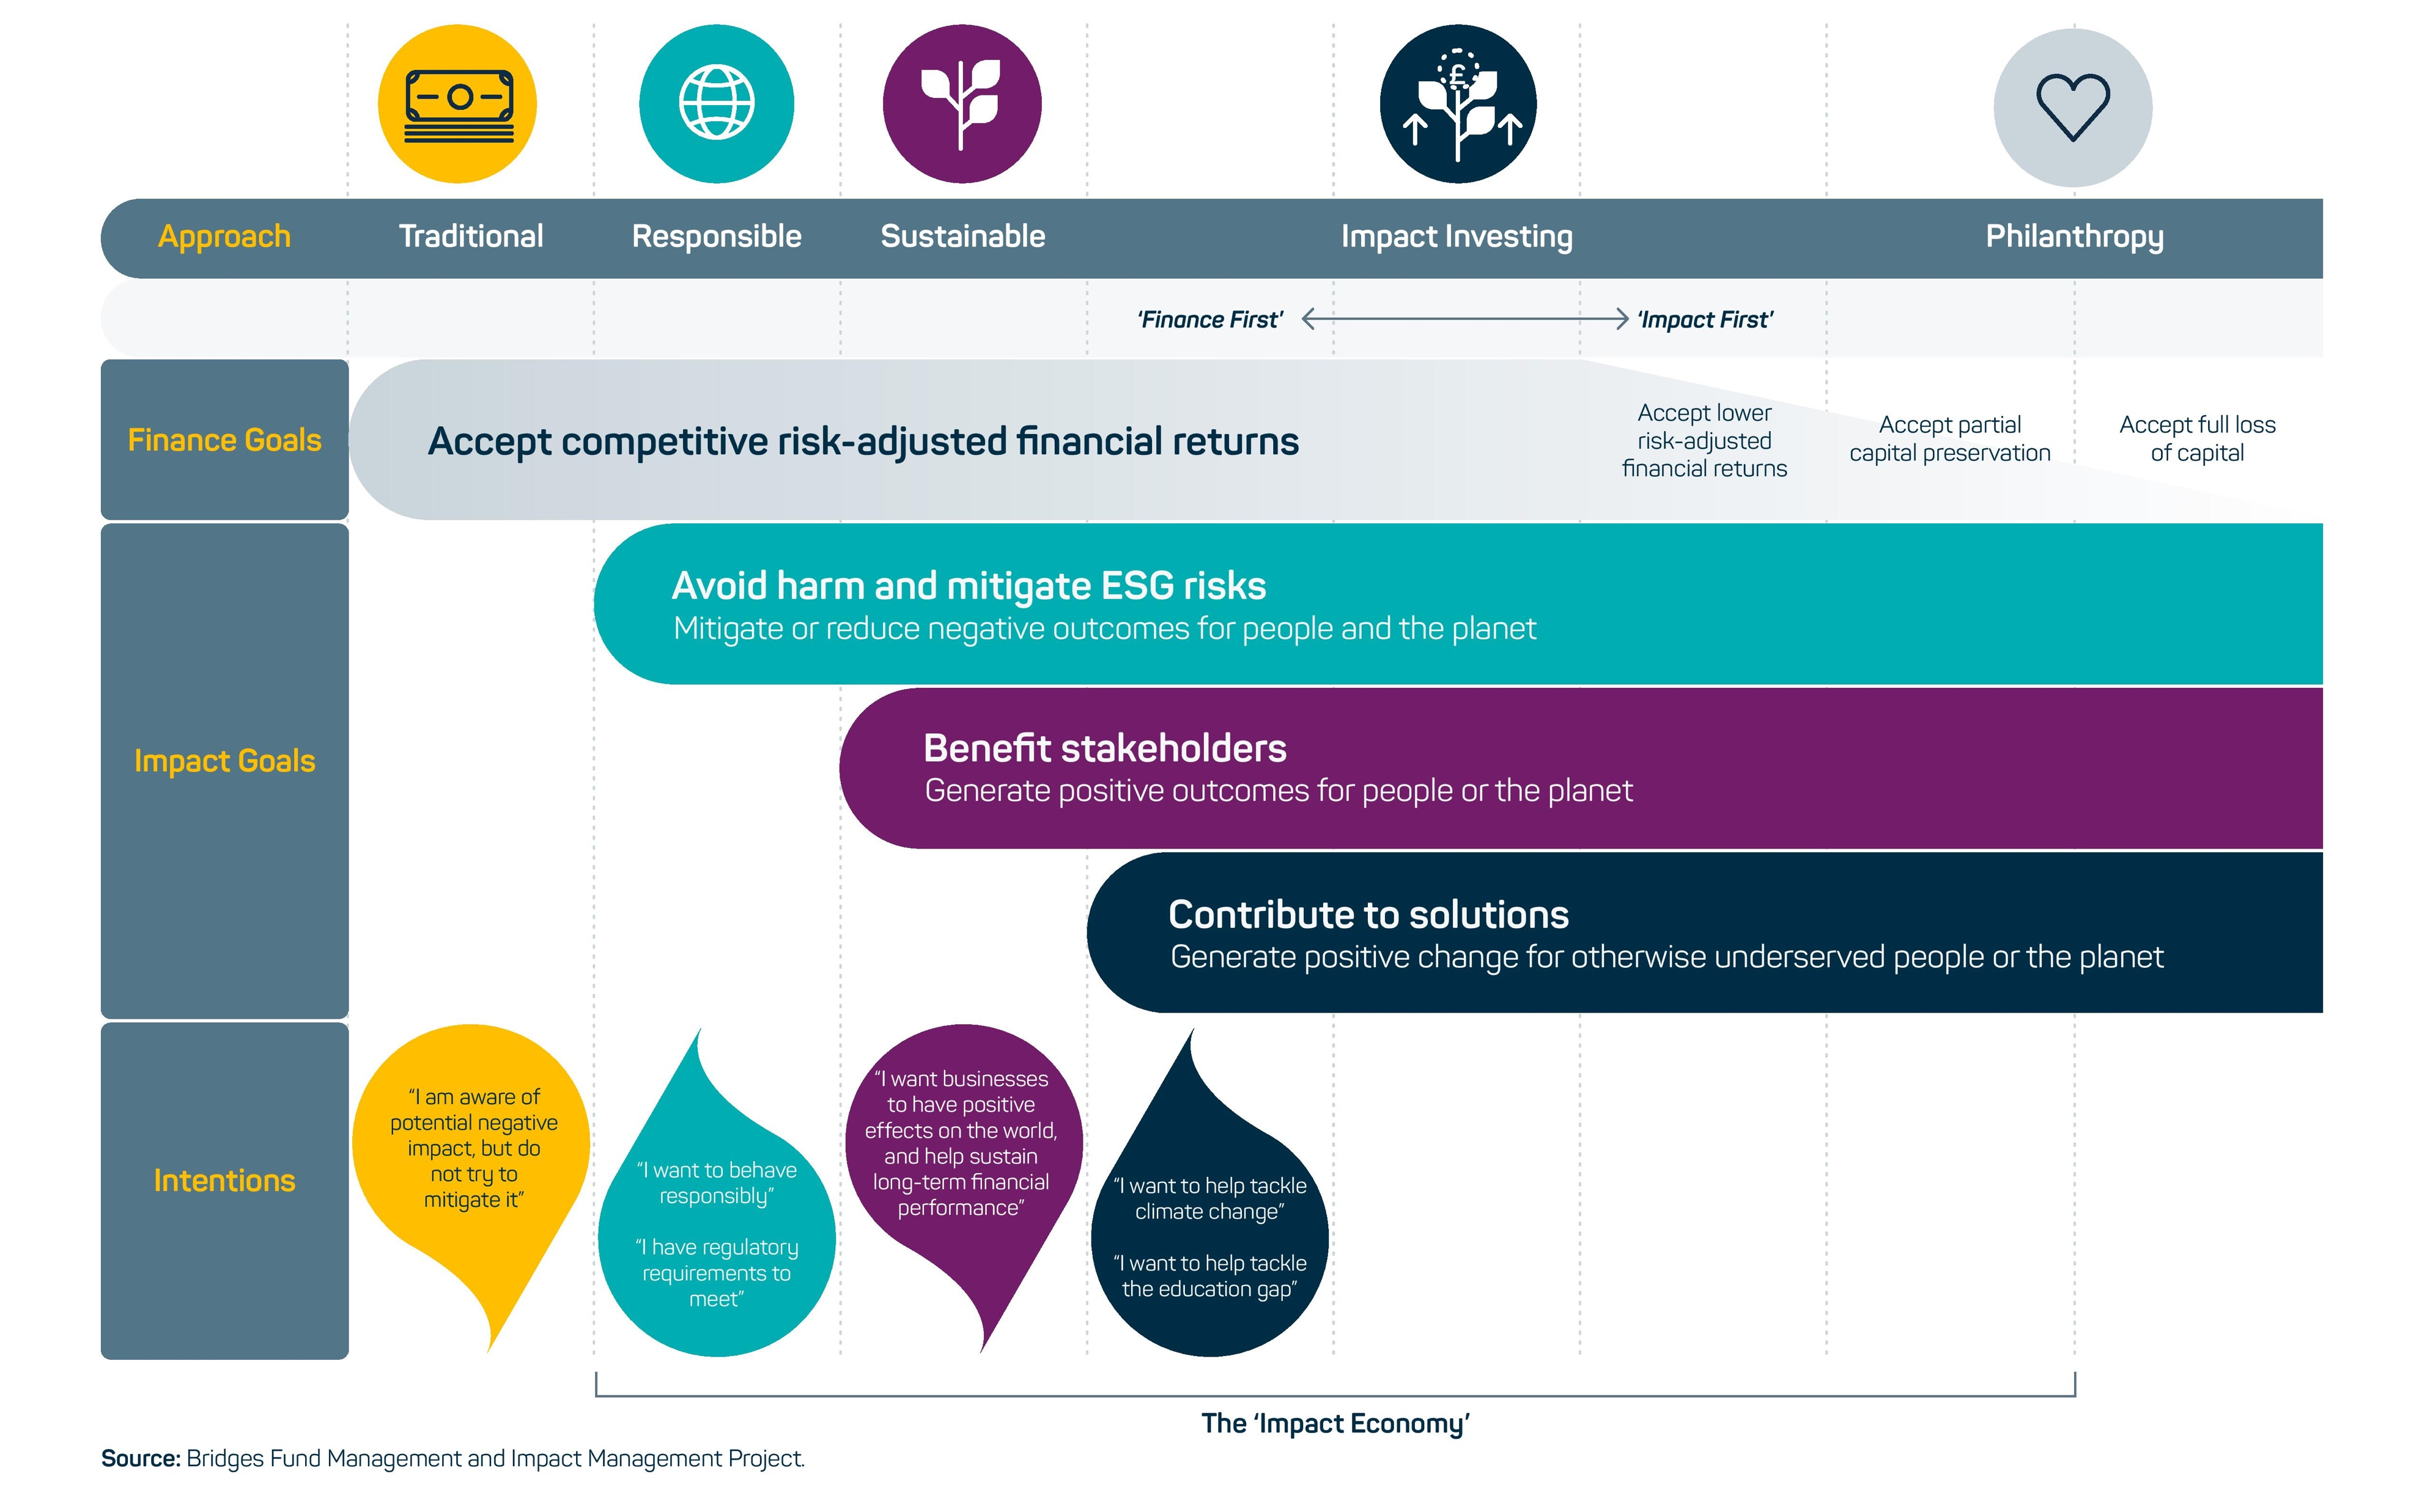 £
Approach
Traditional
Responsible
Sustainable
Impact Investing
Philanthropy
‘Finance First’
‘Impact First’
Finance Goals
Accept competitive risk-adjusted financial returns
Accept lower
risk-adjusted
financial returns
Accept partial
capital preservation
Accept full loss
of capital
Impact Goals
Avoid harm and mitigate ESG risks
Mitigate or reduce negative outcomes for people and the planet
Benefit stakeholders
Generate positive outcomes for people or the planet
Contribute to solutions
Generate positive change for otherwise underserved people or the planet
Intentions
“I am aware of
potential negative
impact, but do
not try to
mitigate it”
“I want to behave
responsibly”
“I have regulatory
requirements to
meet”
“I want businesses
to have positive
effects on the world,
and help sustain
long-term financial
performance”
“I want to help tackle
climate change”
“I want to help tackle
the education gap”
The ‘Impact Economy’
Source: Bridges Fund Management and Impact Management Project.